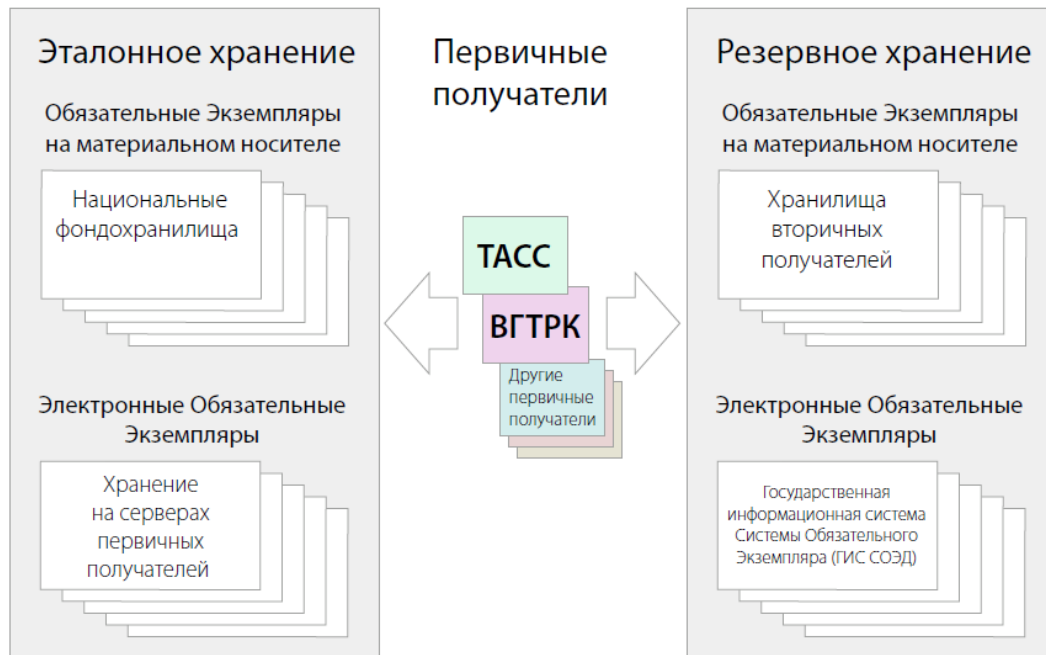 Эталонное хранение
Обязательные Экземпляры
на материальном носителе
Национальные
фондохранилища
Электронные Обязательные
Экземпляры
Хранение
на серверах
первичных
получателей
Первичные
получатели
ТАСС
ВГТРК
Другие
первичные
получатели
Резервное хранение
Обязательные Экземпляры
на материальном носителе
Хранилища
вторичных
получателей
Электронные Обязательные
Экземпляры
Государственная
информационная система
Системы Обязательного
Экземпляра (ГИС СОЭД)